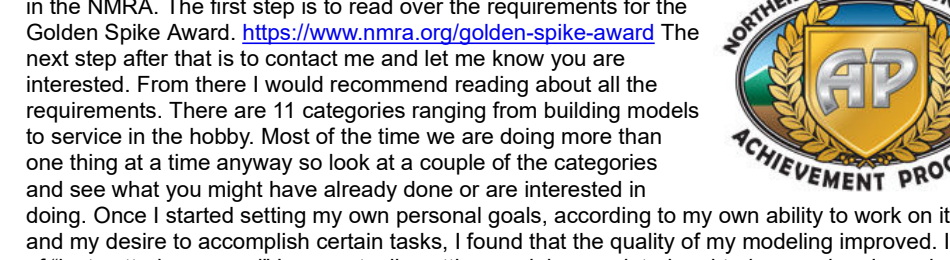 in the NMRA. The first step is to read over the requirements for the
Golden Spike Award. https://www.nmra.org/golden-spike-award The
next step after that is to contact me and let me know you are
interested. From there I would recommend reading about all the
requirements. There are 11 categories ranging from building models
to service in the hobby. Most of the time we are doing more than
one thing at a time anyway so look at a couple of the categories
and see what you might have already done or are interested in
doing. Once I started setting my own personal goals, according to my own ability to work on it
and my desire to accomplish certain tasks, I found that the quality of my modeling improved. I
NORTHERN
AP
ACHIEVEMENT PROG